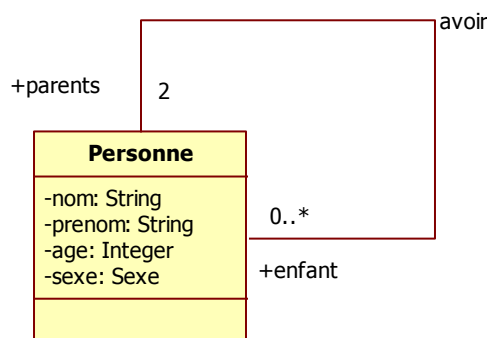 avoir
+parents
2
Personne
-nom: String
-prenom: String
-age: Integer
-sexe: Sexe
0..*
+enfant